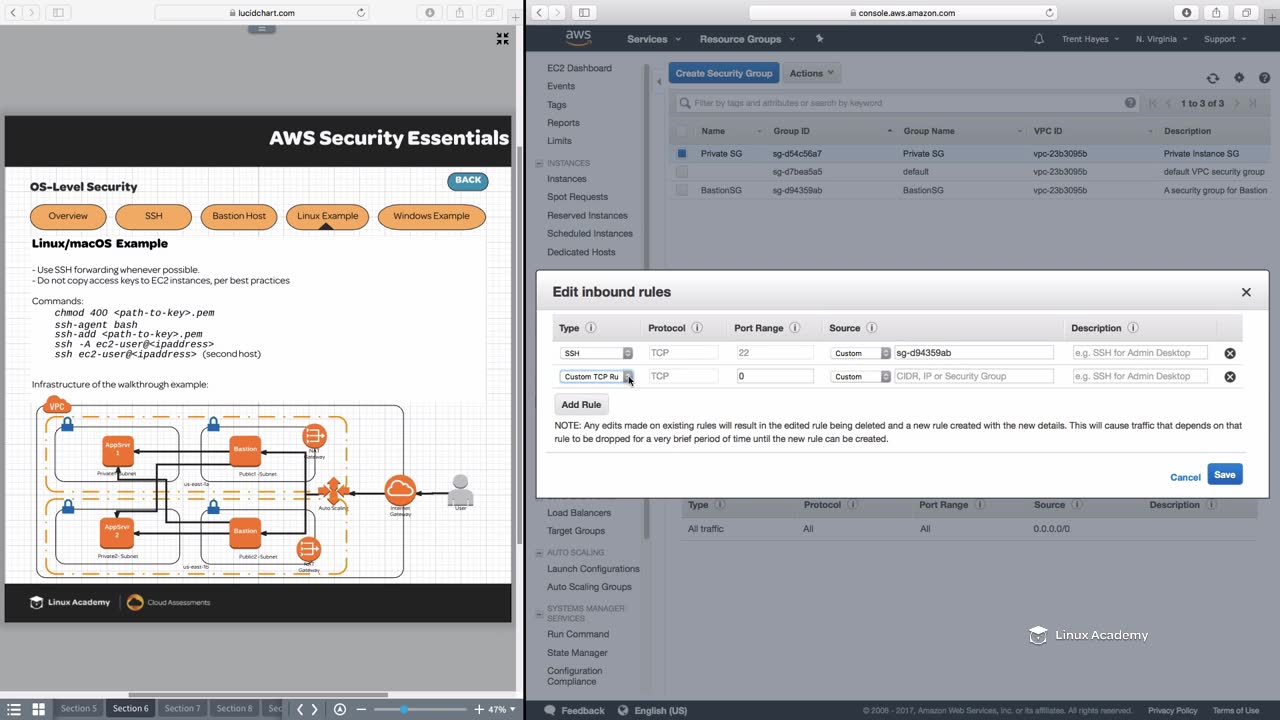 lucidchart.com
AWS Security Essentials
OS-Level Security
BACK
Overview
SSH
Bastion Host
Linux Example
Windows Example
Linux/macOS Example
- Use SSH forwarding whenever possible.
- Do not copy access keys to EC2 instances, per best practices
Commands:
chmod 400 <path-to-key>.pem
ssh-agent bash
ssh-add <path-to-key>.pem
ssh -A ec2-user@<ipaddress>
ssh ec2-user@<ipaddress> (second host)
Infrastructure of the walkthrough example:
VPC
AppSrvr
1
Bastion
NAT
Gateway
Private1-Subnet
Public1-Subnet
us-east-1a
Auto Scaling
Internet
Gateway
User
AppSrvr
2
Bastion
Private2-Subnet
Public2-Subnet
Gateway
us-east-1b
Linux Academy
Cloud Assessments
Section 5
Section 6
Section 7
Section 8
Sec
47%
console.aws.amazon.com
aws
Services
Resource Groups
Trent Hayes
N. Virginia
Support
EC2 Dashboard
Events
Tags
Reports
Limits
INSTANCES
Instances
Spot Requests
Reserved Instances
Scheduled Instances
Dedicated Hosts
Create Security Group
Actions
Filter by tags and attributes or search by keyword
1 to 3 of 3
Name Group ID Group Name VPC ID Description
Private SG sg-d54c56a7 Private SG vpc-23b3095b Private Instance SG
sg-d7bea5a5 default vpc-23b3095b default VPC security group
BastionSG sg-d94359ab BastionSG vpc-23b3095b A security group for Bastion
Edit inbound rules
Type Protocol Port Range Source Description
SSH TCP 22 Custom sg-d94359ab e.g. SSH for Admin Desktop
Custom TCP Ru TCP 0 Custom CIDR, IP or Security Group e.g. SSH for Admin Desktop
Add Rule
NOTE: Any edits made on existing rules will result in the edited rule being deleted and a new rule created with the new details. This will cause traffic that depends on that
rule to be dropped for a very brief period of time until the new rule can be created.
Cancel
Save
Type Protocol Port Range Source Description
All traffic All All 0.0.0.0/0
Load Balancers
Target Groups
AUTO SCALING
Launch Configurations
Auto Scaling Groups
SYSTEMS MANAGER
SERVICES
Run Command
State Manager
Configuration
Compliance
Linux Academy
Feedback
English (US)
© 2008 - 2017, Amazon Web Services, Inc. or its affiliates. All rights reserved.
Privacy Policy
Terms of Use